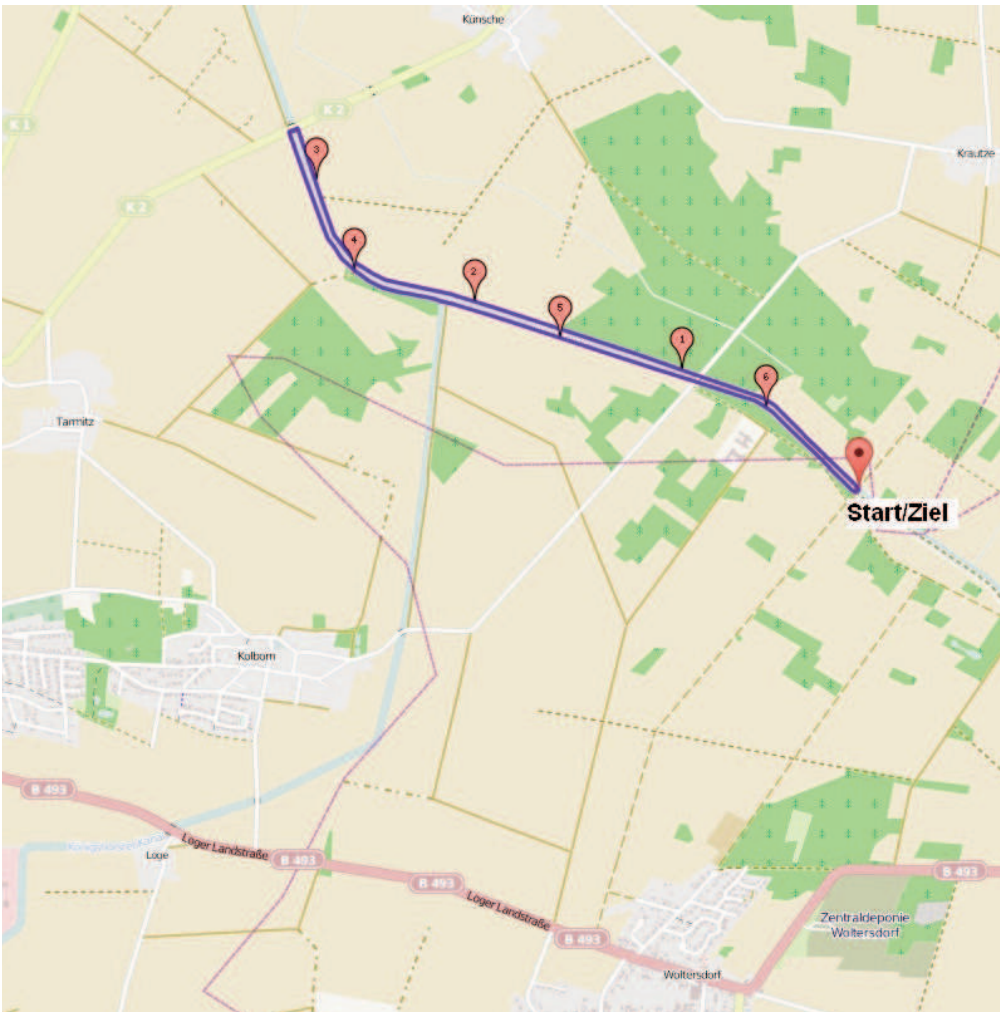 Künsche
K 2
K 1
3
Krautze
K 2
4
2
5
1
6
Tarmitz
Start/Ziel
Kolborn
B 493
Loger Landstraße
Loge
B 493
B 493
B 493
Loger Landstraße
Zentraldeponie
Woltersdorf
B 493
Woltersdorf